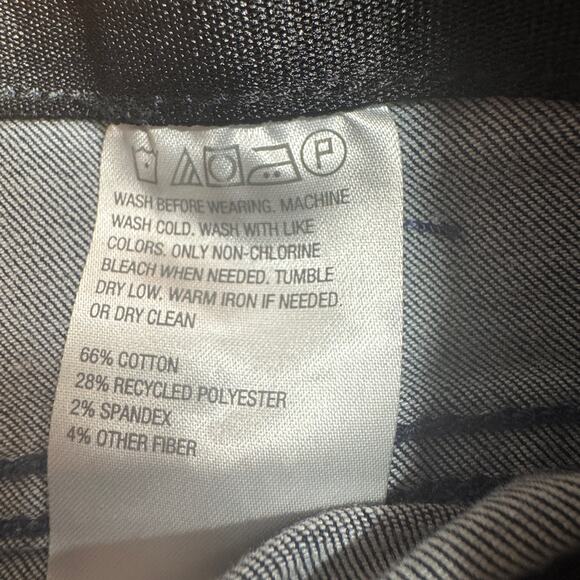 P
WASH BEFORE WEARING. MACHINE
WASH COLD. WASH WITH LIKE
COLORS. ONLY NON-CHLORINE
BLEACH WHEN NEEDED. TUMBLE
DRY LOW. WARM IRON IF NEEDED.
OR DRY CLEAN
66% COTTON
28% RECYCLED POLYESTER
2% SPANDEX
4% OTHER FIBER